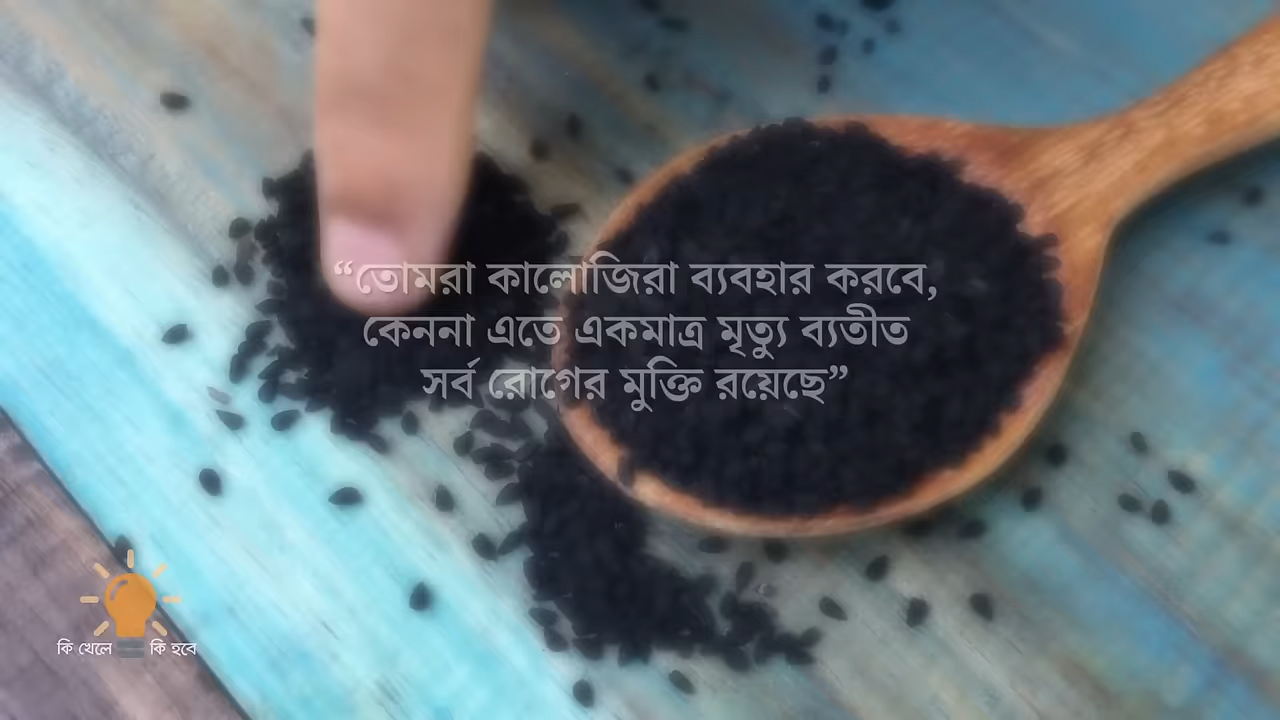 “তোমরা কালোজিরা ব্যবহার করবে,
কেননা এতে একমাত্র মৃত্যু ব্যতীত
সর্ব রোগের মুক্তি রয়েছে”
কি খেলে কি হবে